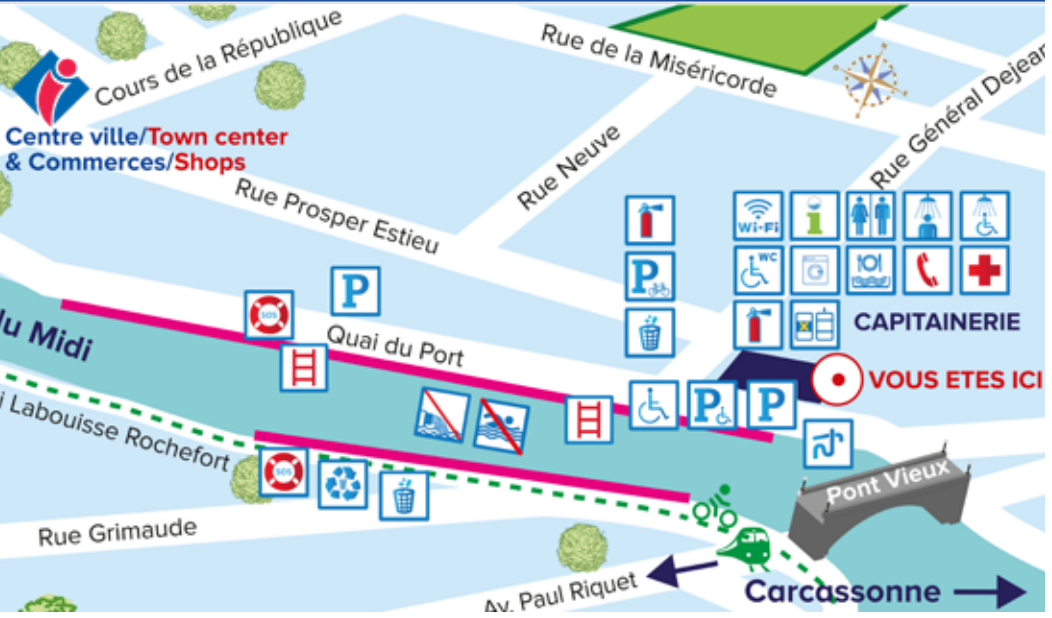 Cours de la République
Rue de la Miséricorde
Rue Général Dejean
Centre ville/Town center
& Commerces/Shops
Rue Neuve
Rue Prosper Estieu
Wi-Fi
WC
P
P
SOS
CAPITAINERIE
Quai du Port
du Midi
VOUS ETES ICI
P
P
Labouisse Rochefort
SOS
Pont Vieux
Rue Grimaude
Av. Paul Riquet
Carcassonne